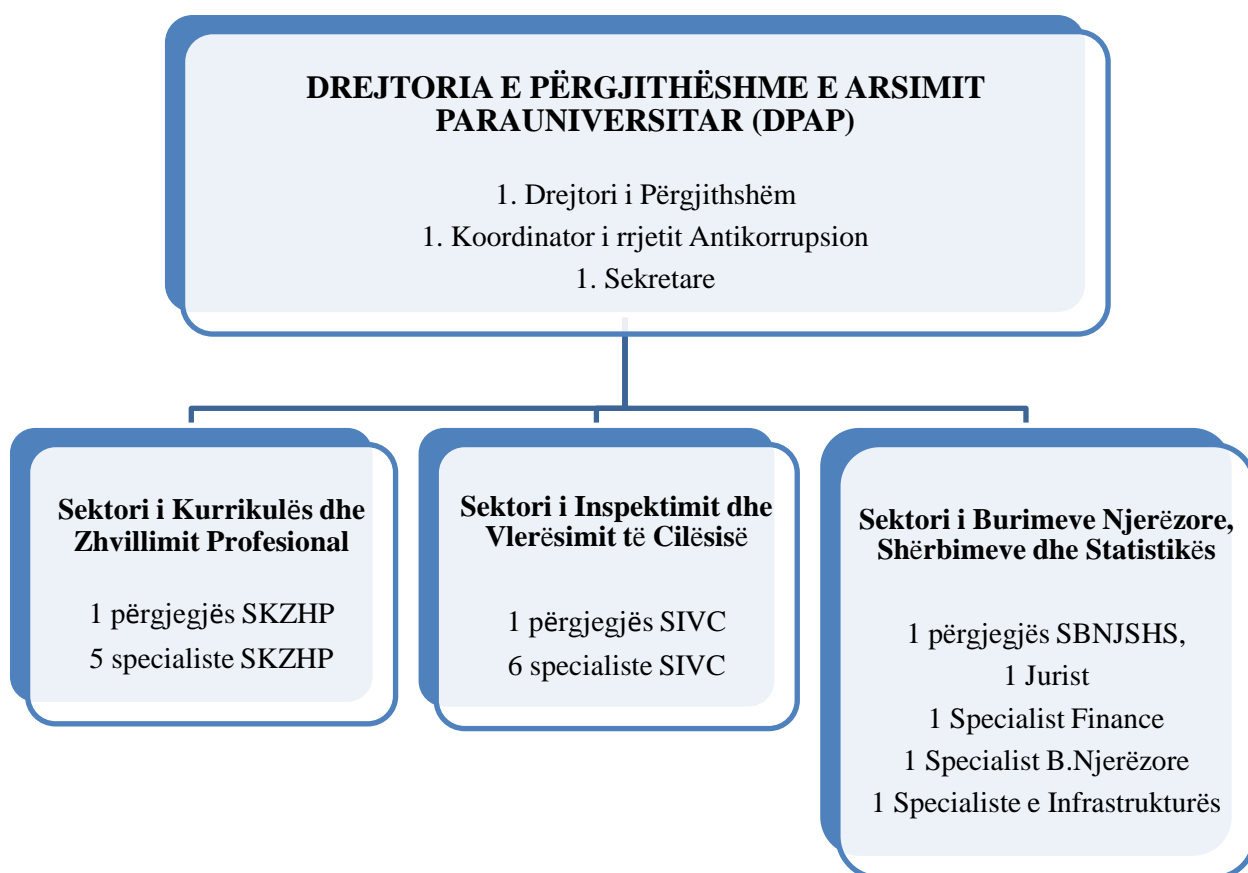 DREJTORIA E PËRGJITHËSHME E ARSIMIT
PARAUNIVERSITAR (DPAP)
1. Drejtori i Përgjithshëm
1. Koordinator i rrjetit Antikorrupsion
1. Sekretare
Sektori i Kurrikulës dhe
Zhvillimit Profesional
1 përgjegjës SKZHP
5 specialiste SKZHP
Sektori i Inspektimit dhe
Vlerësimit të Cilësisë
1 përgjegjës SIVC
6 specialiste SIVC
Sektori i Burimeve Njerëzore,
Shërbimeve dhe Statistikës
1 përgjegjës SBNJSHS,
1 Jurist
1 Specialist Finance
1 Specialist B.Njerëzore
1 Specialiste e Infrastrukturës